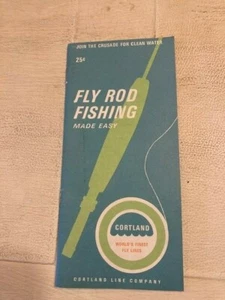 JOIN THE CRUSADE FOR CLEAN WATER
25¢
FLY ROD
FISHING
MADE EASY
CORTLAND
WORLD'S FINEST
FLY LINES
CORTLAND LINE COMPANY